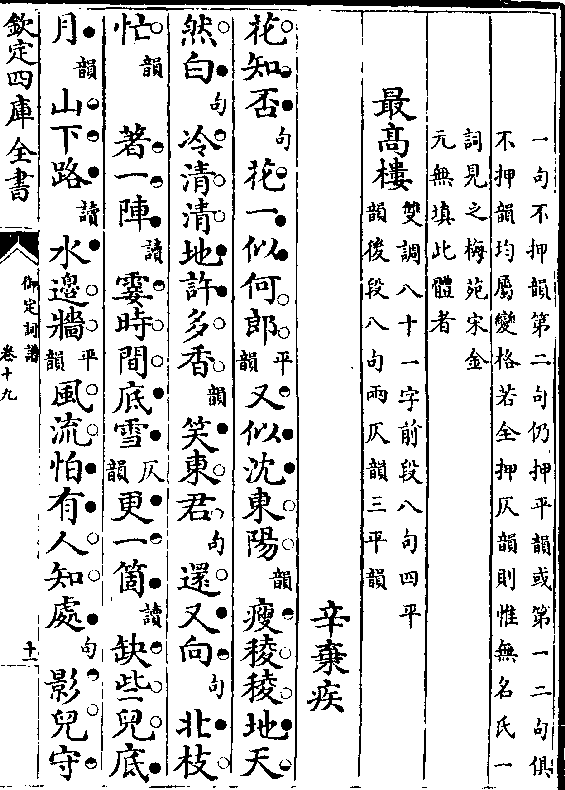 一句不押韻第二句仍押平韻或第一二句俱
不押韻均屬變格若全押仄韻則惟無名氏一
詞見之梅苑宋金
元無填此體者
最高樓
雙調八十一字前段八句四平
韻後段八句兩仄韻三平韻
辛棄疾
花知否句花一似何郎平韻又似沈東陽韻瘦稜稜地天
然白句冷清清地許多香韻笑東君句還又向句北枝
忙韻著一陣讀霎時間底雪仄韻更一箇讀缺些兒底
月韻山下路讀水邊牆平韻風流怕有人知處句影兒守
欽定四庫全書
御定詞譜
卷十九
十一